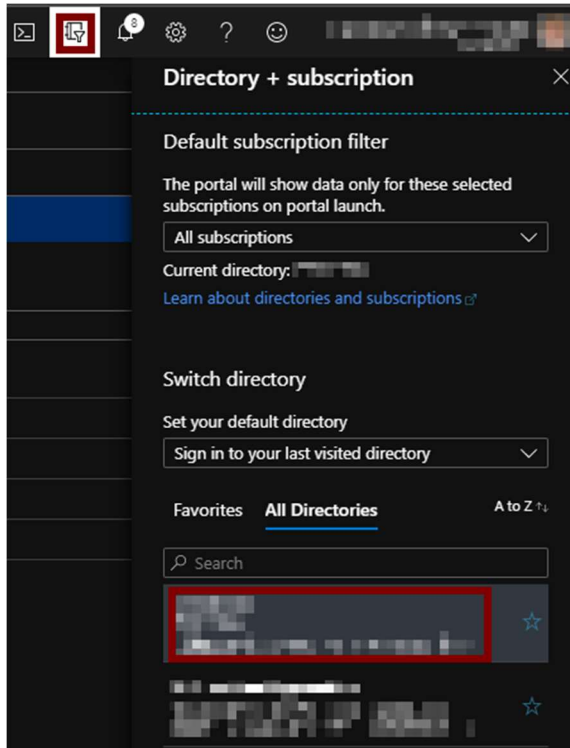 8
Directory + subscription
Default subscription filter
The portal will show data only for these selected
subscriptions on portal launch.
All subscriptions
Current directory:
Learn about directories and subscriptions
Switch directory
Set your default directory
Sign in to your last visited directory
Favorites All Directories A to Z ↑↓
Search